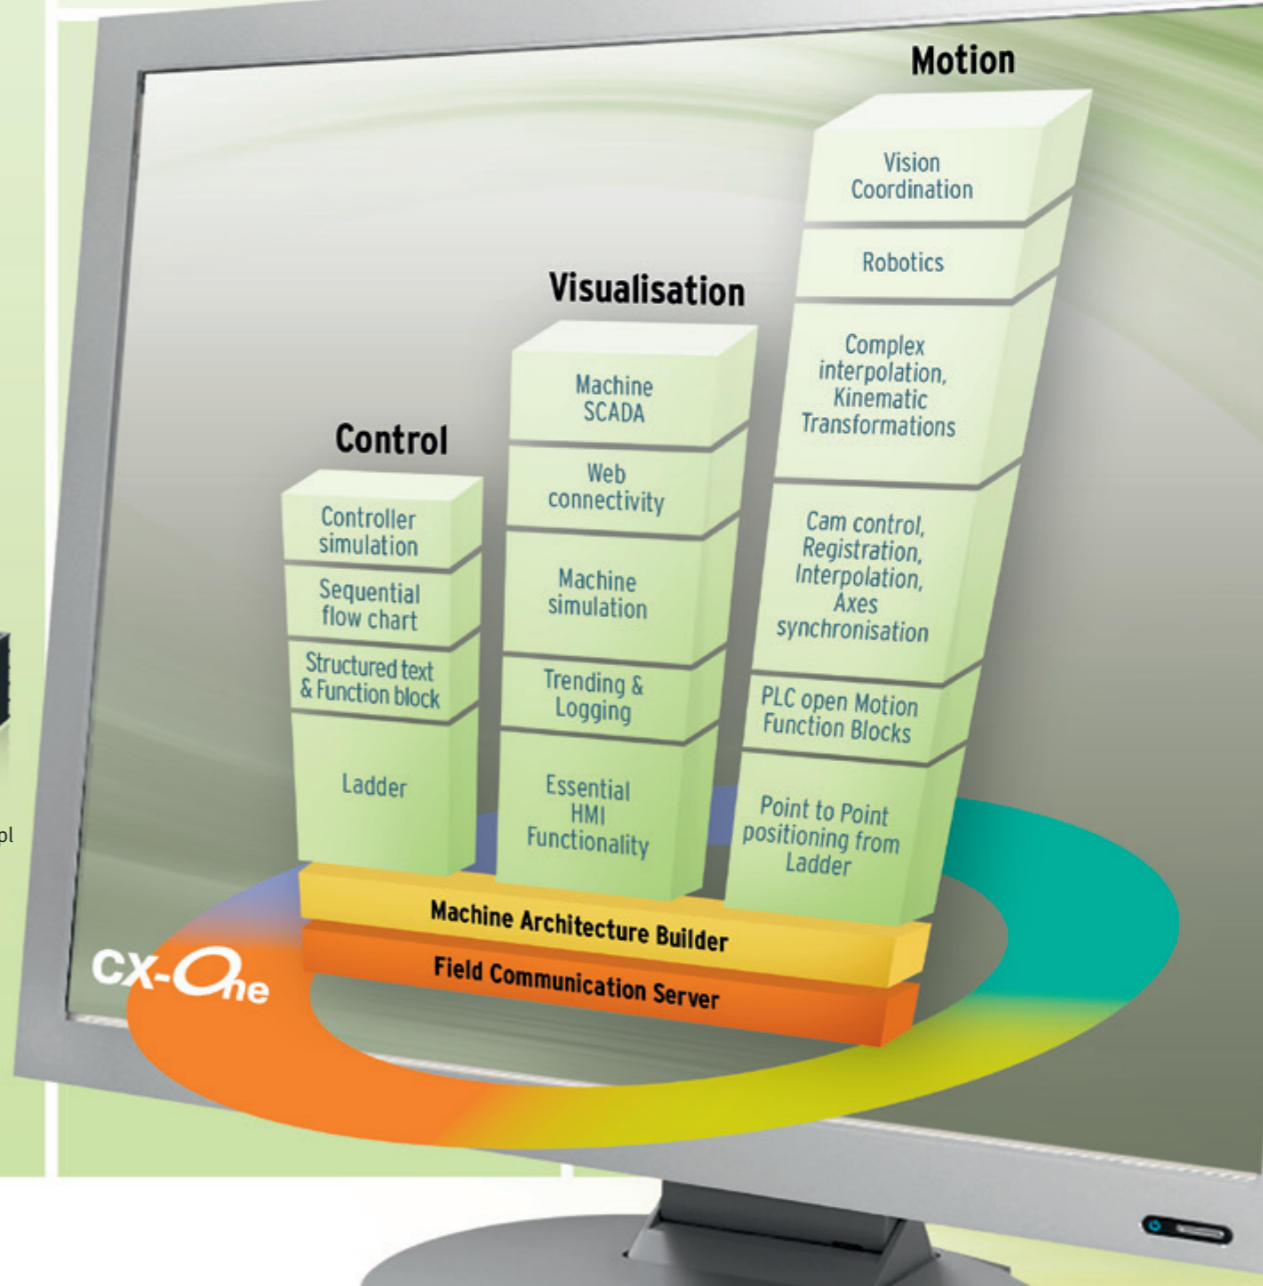 Motion
Vision
Coordination
Robotics
Complex
interpolation,
Kinematic
Transformations
Cam control,
Registration,
Interpolation,
Axes
synchronisation
PLC open Motion
Function Blocks
Point to Point
positioning from
Ladder
Visualisation
Machine
SCADA
Web
connectivity
Machine
simulation
Trending &
Logging
Essential
HMI
Functionality
Control
Controller
simulation
Sequential
flow chart
Structured text
& Function block
Ladder
Machine Architecture Builder
Field Communication Server
CX-One
pl